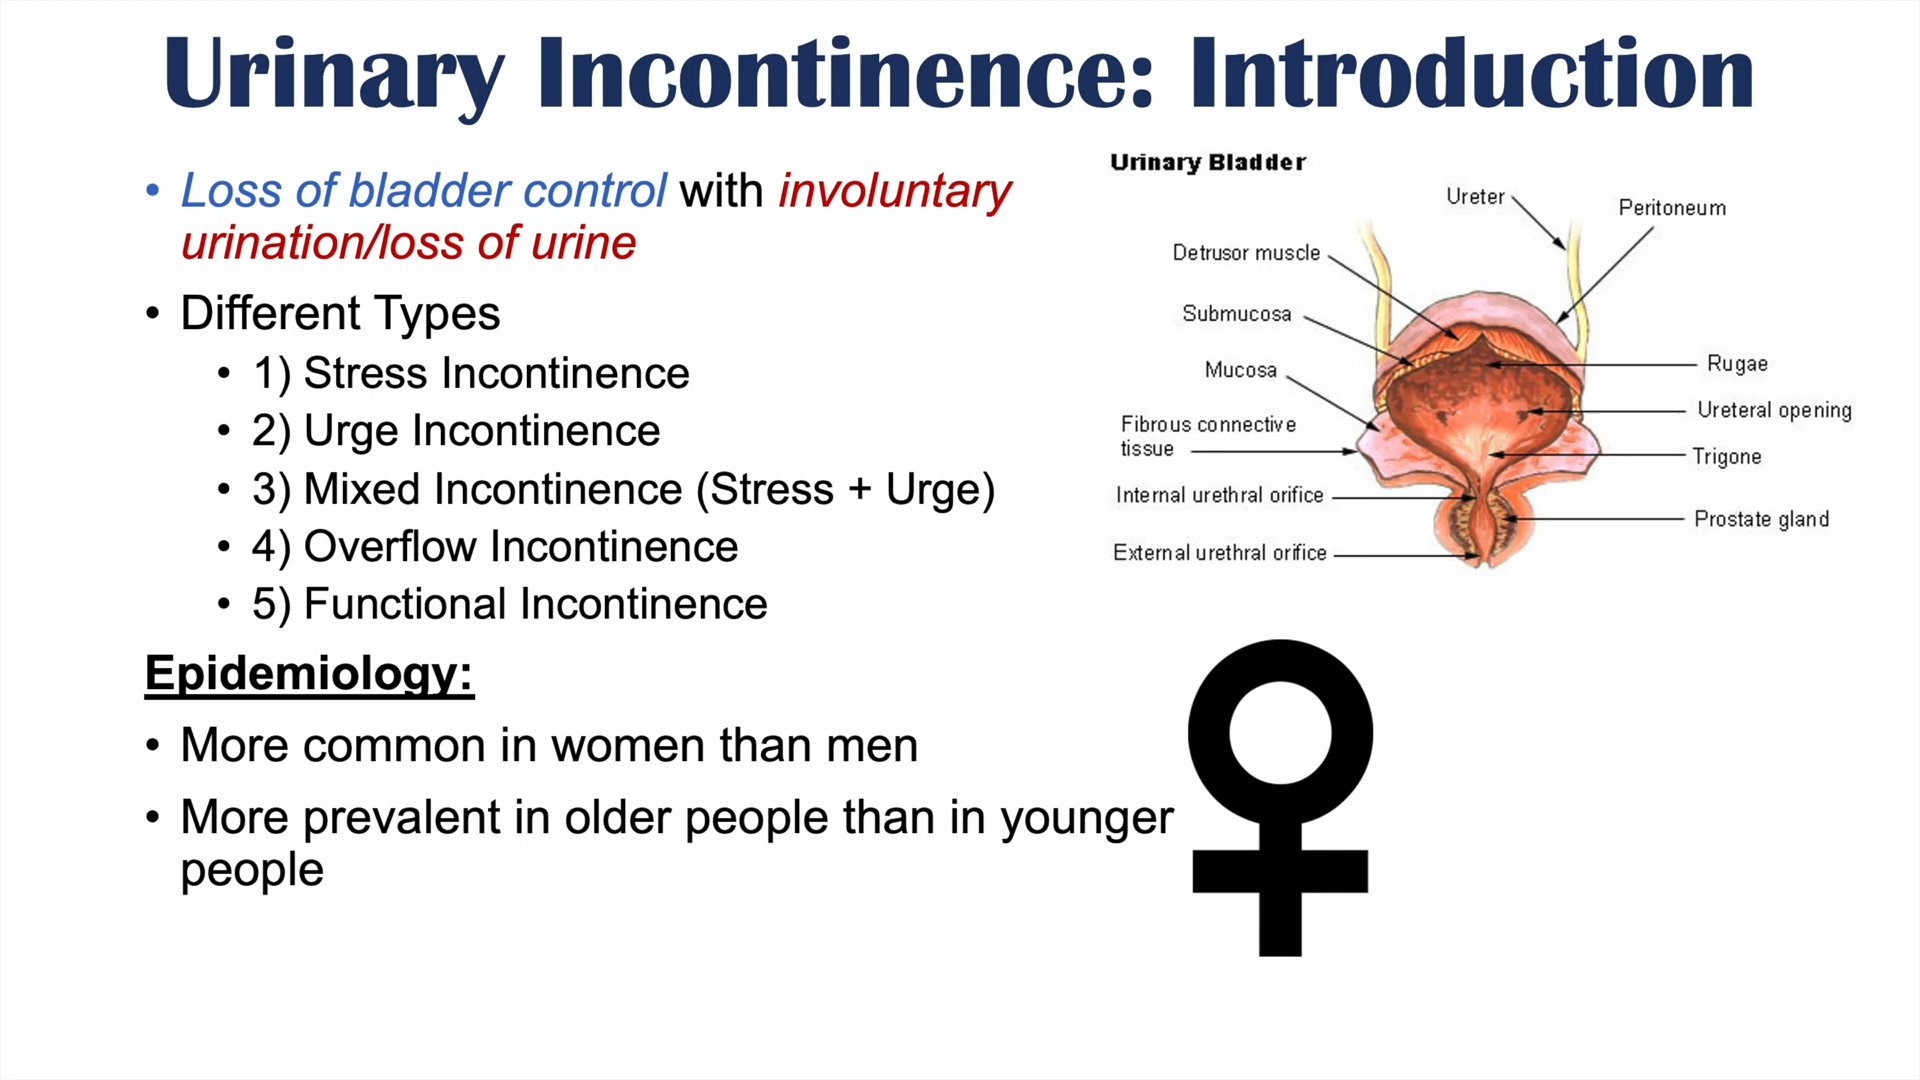 Urinary Incontinence: Introduction
• Loss of bladder control with involuntary
urination/loss of urine
• Different Types
• 1) Stress Incontinence
• 2) Urge Incontinence
• 3) Mixed Incontinence (Stress + Urge)
• 4) Overflow Incontinence
• 5) Functional Incontinence
Epidemiology:
• More common in women than men
• More prevalent in older people than in younger
people
Urinary Bladder
Ureter
Peritoneum
Detrusor muscle
Submucosa
Mucosa
Fibrous connective
tissue
Internal urethral orifice
External urethral orifice
Rugae
Ureteral opening
Trigone
Prostate gland